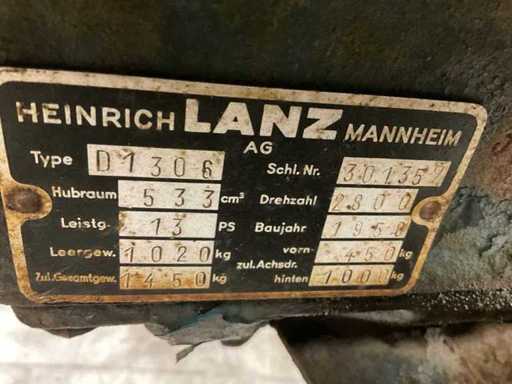 HEINRICH LANZ MANNHEIM
AG
Type D1306 Schl. Nr. 301357
Hubraum 533 cm³ Drehzahl 2800
Leistg. 13 PS Baujahr 1958
Leergew. 1020 kg vorn 450 kg
zul. Achsdr.
Zul. Gesamtgew. 1450 kg hinten 1000 kg